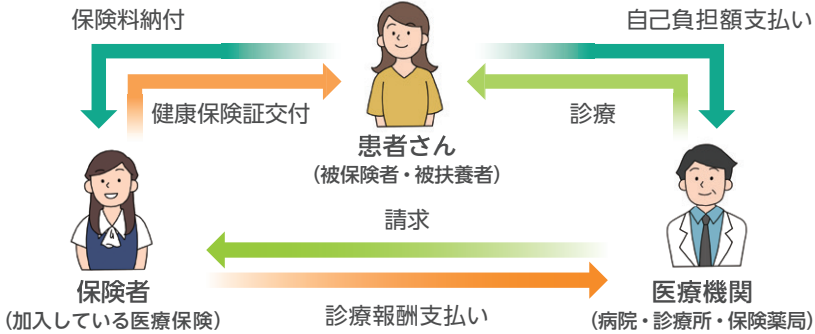 保険料納付
自己負担額支払い
健康保険証交付
診療
患者さん
(被保険者・被扶養者)
請求
保険者
(加入している医療保険)
診療報酬支払い
医療機関
(病院・診療所・保険薬局)